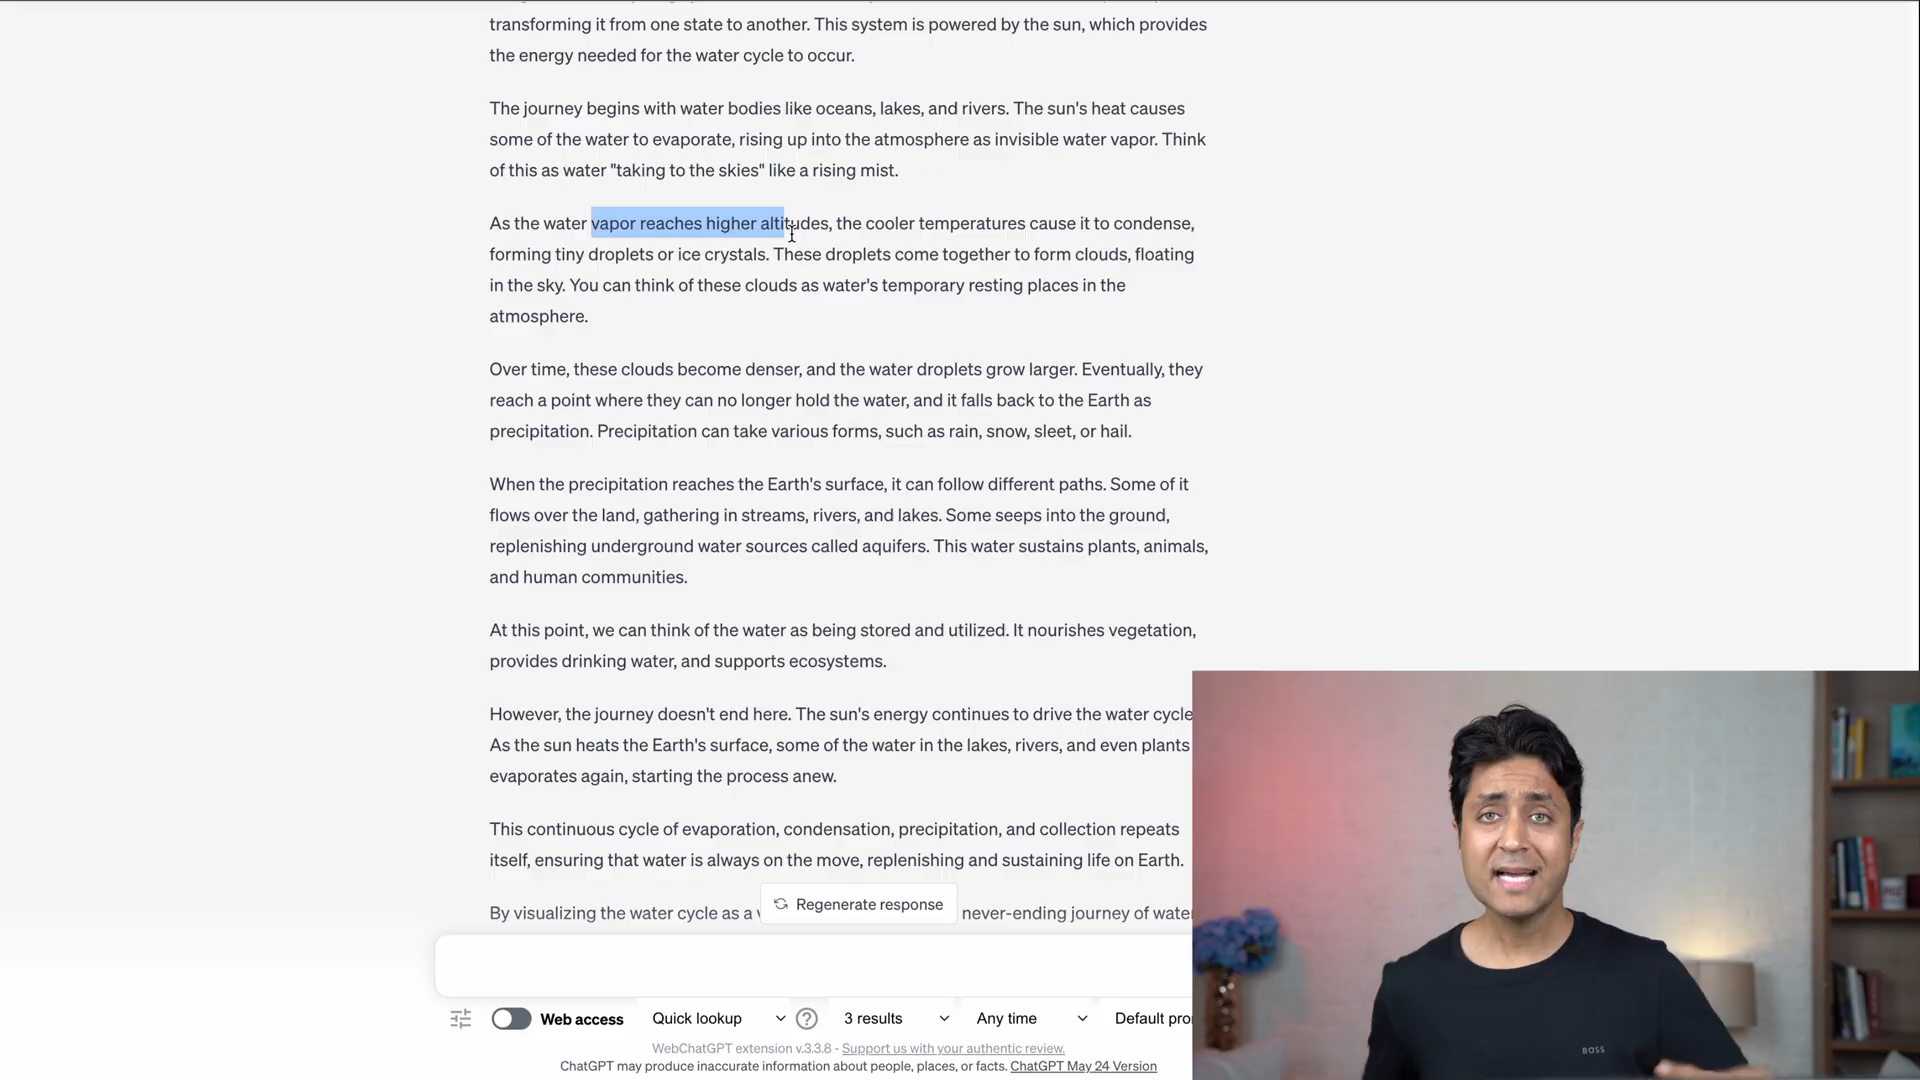 transforming it from one state to another. This system is powered by the sun, which provides
the energy needed for the water cycle to occur.
The journey begins with water bodies like oceans, lakes, and rivers. The sun's heat causes
some of the water to evaporate, rising up into the atmosphere as invisible water vapor. Think
of this as water "taking to the skies" like a rising mist.
As the water vapor reaches higher altitudes, the cooler temperatures cause it to condense,
forming tiny droplets or ice crystals. These droplets come together to form clouds, floating
in the sky. You can think of these clouds as water's temporary resting places in the
atmosphere.
Over time, these clouds become denser, and the water droplets grow larger. Eventually, they
reach a point where they can no longer hold the water, and it falls back to the Earth as
precipitation. Precipitation can take various forms, such as rain, snow, sleet, or hail.
When the precipitation reaches the Earth's surface, it can follow different paths. Some of it
flows over the land, gathering in streams, rivers, and lakes. Some seeps into the ground,
replenishing underground water sources called aquifers. This water sustains plants, animals,
and human communities.
At this point, we can think of the water as being stored and utilized. It nourishes vegetation,
provides drinking water, and supports ecosystems.
However, the journey doesn't end here. The sun's energy continues to drive the water cycle
As the sun heats the Earth's surface, some of the water in the lakes, rivers, and even plants
evaporates again, starting the process anew.
This continuous cycle of evaporation, condensation, precipitation, and collection repeats
itself, ensuring that water is always on the move, replenishing and sustaining life on Earth.
By visualizing the water cycle as a never-ending journey of water
Regenerate response
Web access Quick lookup 3 results Any time Default
WebChatGPT extension v.3.3.8 - Support us with your authentic review.
ChatGPT may produce inaccurate information about people, places, or facts. ChatGPT May 24 Version
BOSS